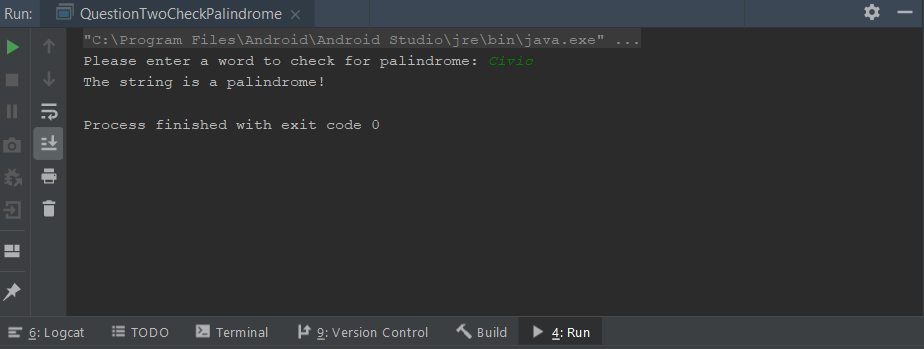 Run: QuestionTwoCheckPalindrome
"C:\Program Files\Android\Android Studio\jre\bin\java.exe" ...
Please enter a word to check for palindrome: Civic
The string is a palindrome!
Process finished with exit code 0
6: Logcat TODO Terminal 9: Version Control Build 4: Run